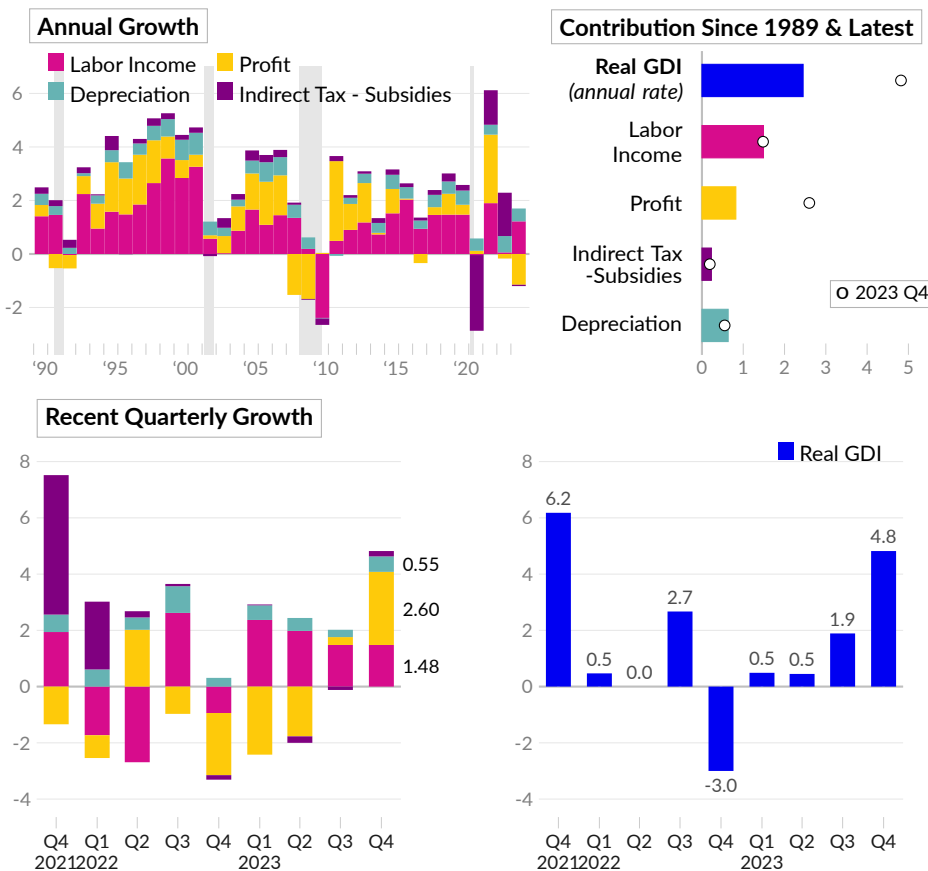 Annual Growth
Labor Income
Profit
Depreciation
Indirect Tax - Subsidies
6
4
2
0
-2
‘90
‘95
‘00
‘05
‘10
‘15
‘20
Contribution Since 1989 & Latest
Real GDI
(annual rate)
Labor
Income
Profit
Indirect Tax
-Subsidies
Depreciation
2023 Q4
0 1 2 3 4 5
Recent Quarterly Growth
8
6
4
2
0
-2
-4
0.55
2.60
1.48
Q4 Q1 Q2 Q3 Q4 Q1 Q2 Q3 Q4
2021 2022 2023
Real GDI
8
6
4
2
0
-2
-4
6.2
0.5
0.0
2.7
-3.0
0.5
0.5
1.9
4.8
Q4 Q1 Q2 Q3 Q4 Q1 Q2 Q3 Q4
2021 2022 2023